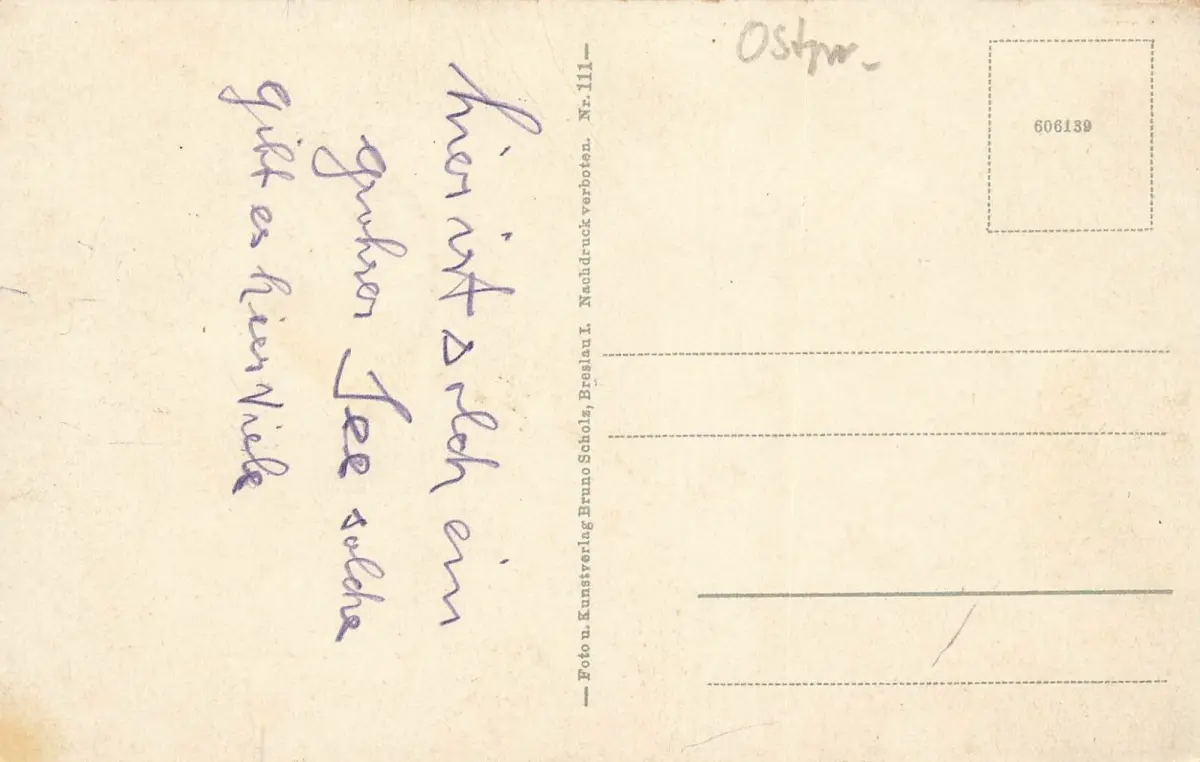 hier ist solch ein
großer See solche
gibt es hier viele
— Foto u. Kunstverlag Bruno Scholz, Breslau I. Nachdruck verboten. Nr. 111 —
Ostpr.
606139